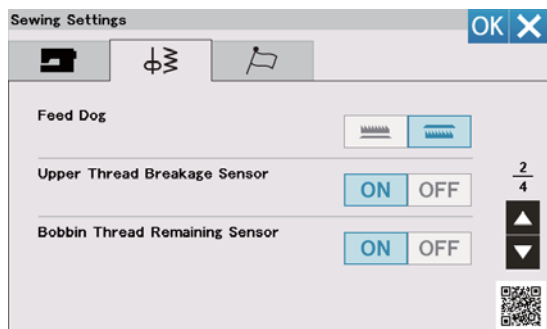 Sewing Settings
OK
Feed Dog
Upper Thread Breakage Sensor
ON OFF
2
4
Bobbin Thread Remaining Sensor
ON OFF